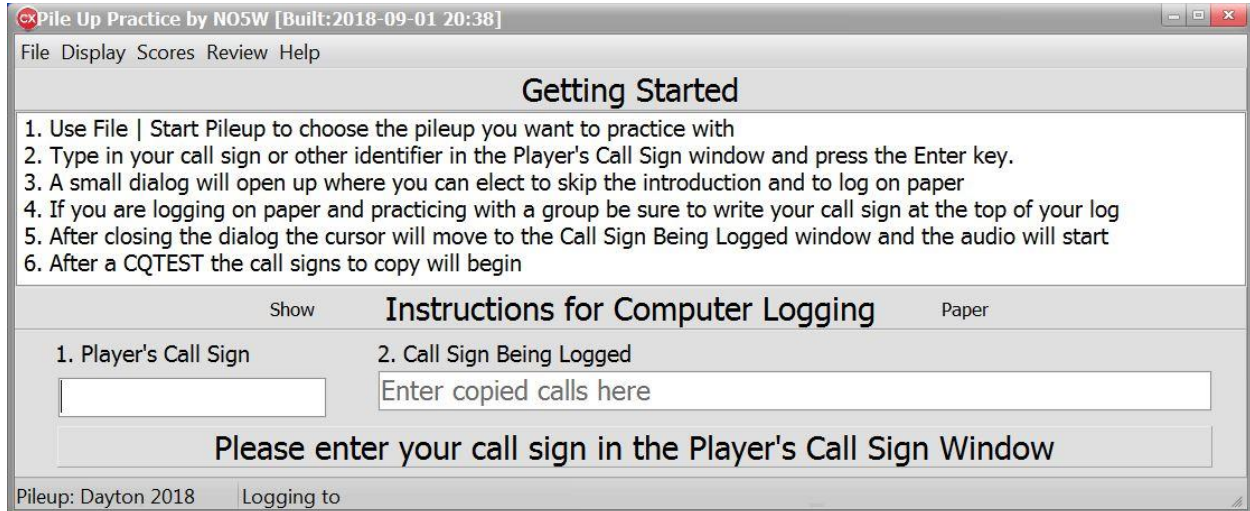 CX Pile Up Practice by NO5W [Built:2018-09-01 20:38]
File Display Scores Review Help
Getting Started
1. Use File | Start Pileup to choose the pileup you want to practice with
2. Type in your call sign or other identifier in the Player's Call Sign window and press the Enter key.
3. A small dialog will open up where you can elect to skip the introduction and to log on paper
4. If you are logging on paper and practicing with a group be sure to write your call sign at the top of your log
5. After closing the dialog the cursor will move to the Call Sign Being Logged window and the audio will start
6. After a CQTEST the call signs to copy will begin
Show Instructions for Computer Logging Paper
1. Player's Call Sign 2. Call Sign Being Logged
Enter copied calls here
Please enter your call sign in the Player's Call Sign Window
Pileup: Dayton 2018 Logging to